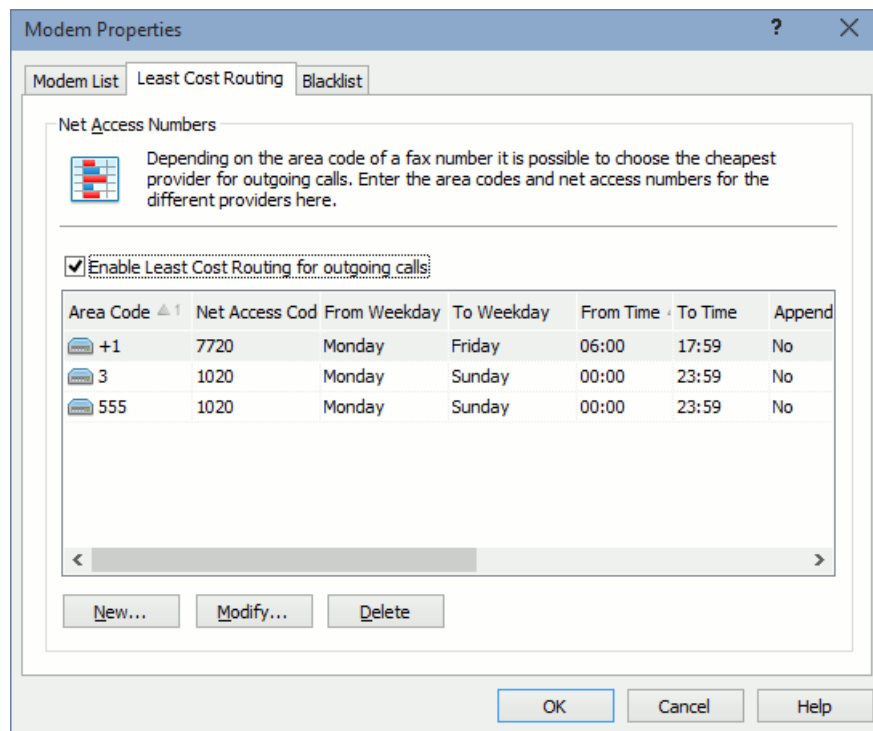 Modem Properties ?
Modem List Least Cost Routing Blacklist
Net Access Numbers
Depending on the area code of a fax number it is possible to choose the cheapest
provider for outgoing calls. Enter the area codes and net access numbers for the
different providers here.
Enable Least Cost Routing for outgoing calls
Area Code 1 Net Access Cod From Weekday To Weekday From Time To Time Append
+1 7720 Monday Friday 06:00 17:59 No
3 1020 Monday Sunday 00:00 23:59 No
555 1020 Monday Sunday 00:00 23:59 No
New... Modify... Delete
OK Cancel Help